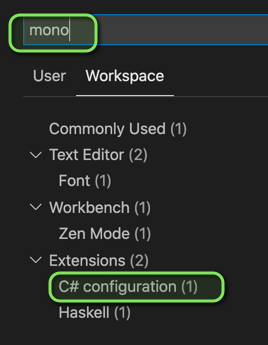 mono
User Workspace
Commonly Used (1)
Text Editor (2)
Font (1)
Workbench (1)
Zen Mode (1)
Extensions (2)
C# configuration (1)
Haskell (1)